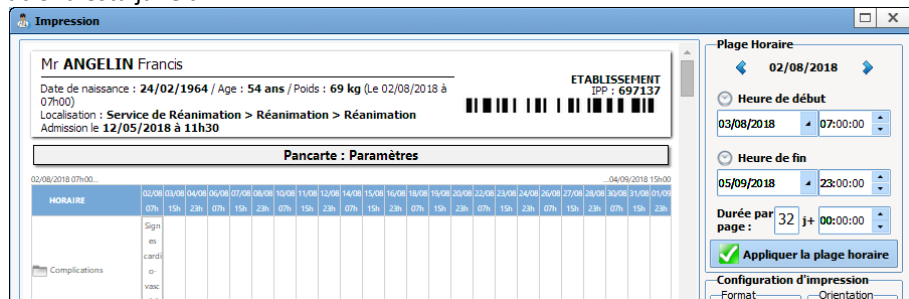 Impression
Mr ANGELIN Francis
Date de naissance : 24/02/1964 / Age : 54 ans / Poids : 69 kg (Le 02/08/2018 à
07h00)
Localisation : Service de Réanimation > Réanimation > Réanimation
Admission le 12/05/2018 à 11h30
ETABLISSEMENT
IPP : 697137
Pancarte : Paramètres
02/08/2018 07h00...
...04/09/2018 15h00
HORAIRE
02/08 03/08 04/08 06/08 07/08 08/08 10/08 11/08 12/08 14/08 15/08 16/08 18/08 19/08 20/08 22/08 23/08 24/08 26/08 27/08 28/08 30/08 31/08 01/09
07h 15h 23h 07h 15h 23h 07h 15h 23h 07h 15h 23h 07h 15h 23h 07h 15h 23h 07h 15h 23h 07h 15h 23h
Complications
Sign
es
cardi
o-
vasc
Plage Horaire
02/08/2018
Heure de début
03/08/2018 07:00:00
Heure de fin
05/09/2018 23:00:00
Durée par
page : 32 j+ 00:00:00
Appliquer la plage horaire
Configuration d'impression
Format
Orientation